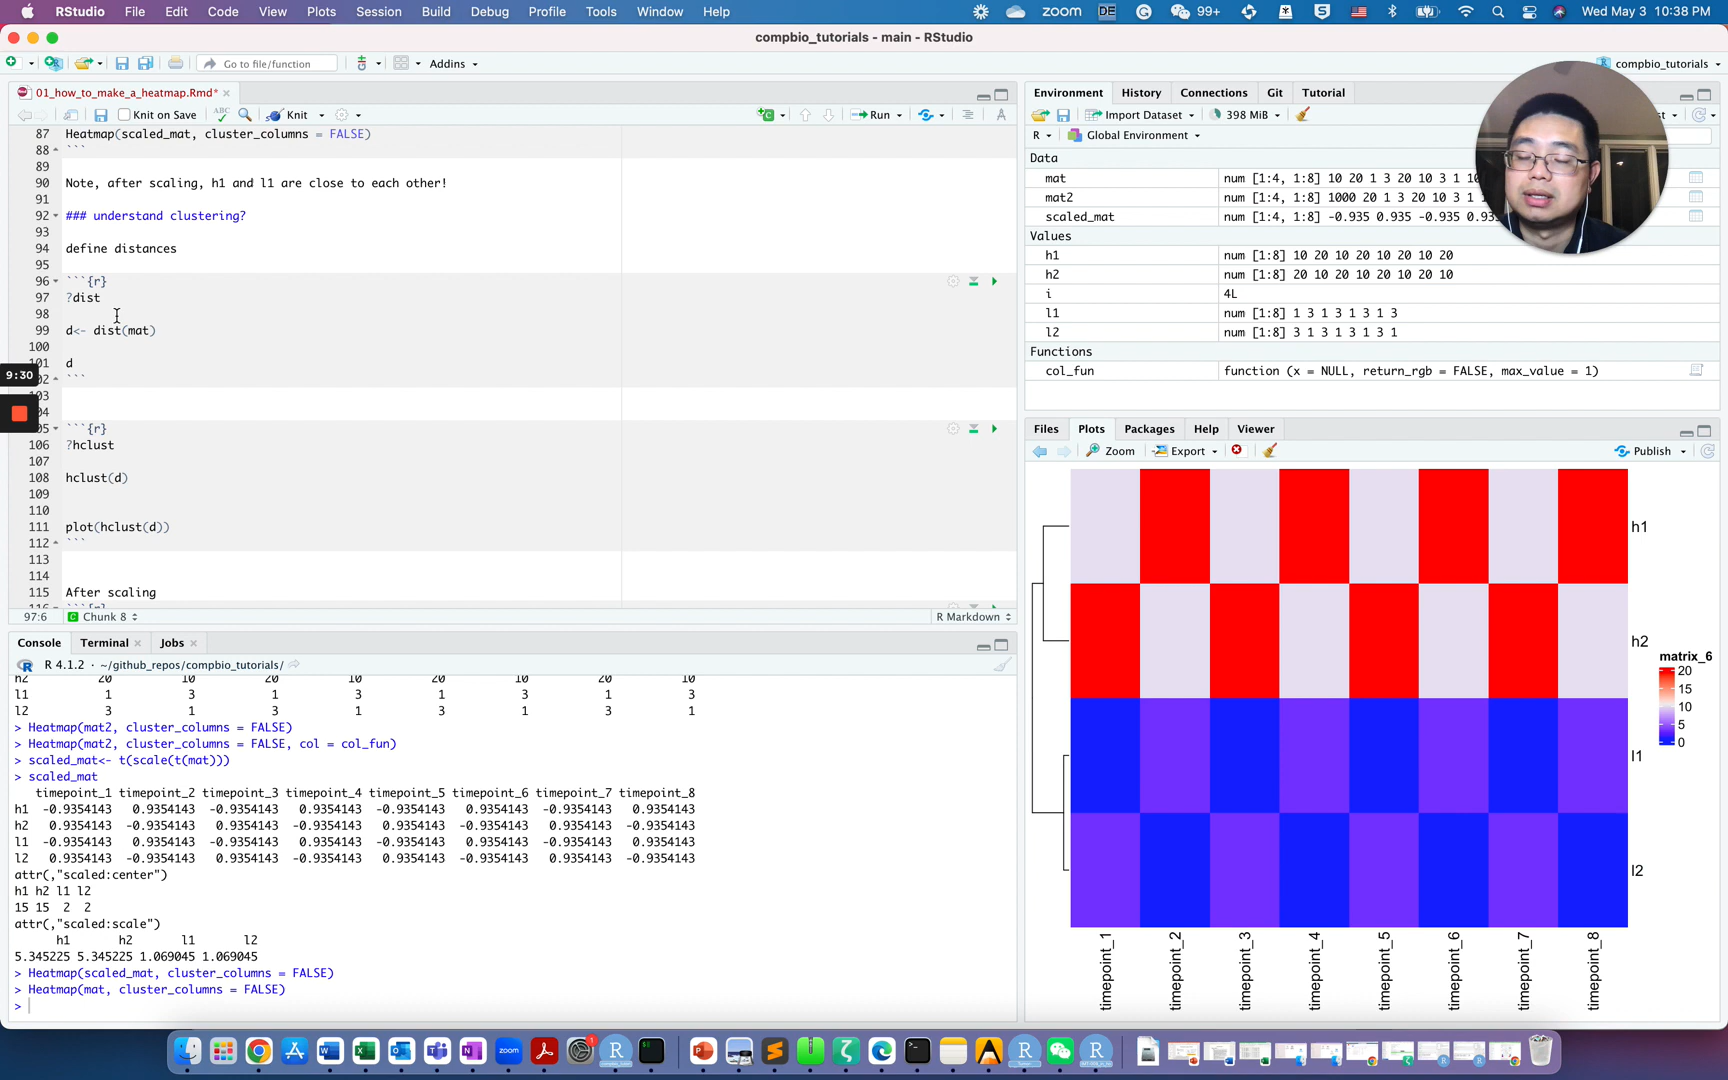 RStudio File Edit Code View Plots Session Build Debug Profile Tools Window Help zoom DE 99+ Wed May 3 10:38 PM
compbio_tutorials - main - RStudio
Go to file/function Addins compbio_tutorials
01_how_to_make_a_heatmap.Rmd*
Knit on Save Knit Run
87 Heatmap(scaled_mat, cluster_columns = FALSE)
88 ```
89
90 Note, after scaling, h1 and l1 are close to each other!
91
92 ### understand clustering?
93
94 define distances
95
96 ```{r}
97 ?dist
98
99 d<- dist(mat)
100
101 d
102 ```
103
104
105 ```{r}
106 ?hclust
107
108 hclust(d)
109
110
111 plot(hclust(d))
112 ```
113
114
115 After scaling
9:30
97:6 Chunk 8 R Markdown
Console Terminal Jobs
R 4.1.2 · ~/github_repos/compbio_tutorials/
h2 20 10 20 10 20 10 20 10
l1 1 3 1 3 1 3 1 3
l2 3 1 3 1 3 1 3 1
> Heatmap(mat2, cluster_columns = FALSE)
> Heatmap(mat2, cluster_columns = FALSE, col = col_fun)
> scaled_mat<- t(scale(t(mat)))
> scaled_mat
timepoint_1 timepoint_2 timepoint_3 timepoint_4 timepoint_5 timepoint_6 timepoint_7 timepoint_8
h1 -0.9354143 0.9354143 -0.9354143 0.9354143 -0.9354143 0.9354143 -0.9354143 0.9354143
h2 0.9354143 -0.9354143 0.9354143 -0.9354143 0.9354143 -0.9354143 0.9354143 -0.9354143
l1 -0.9354143 0.9354143 -0.9354143 0.9354143 -0.9354143 0.9354143 -0.9354143 0.9354143
l2 0.9354143 -0.9354143 0.9354143 -0.9354143 0.9354143 -0.9354143 0.9354143 -0.9354143
attr(,"scaled:center")
h1 h2 l1 l2
15 15 2 2
attr(,"scaled:scale")
h1 h2 l1 l2
5.345225 5.345225 1.069045 1.069045
> Heatmap(scaled_mat, cluster_columns = FALSE)
> Heatmap(mat, cluster_columns = FALSE)
>
Environment History Connections Git Tutorial
Import Dataset 398 MiB
R Global Environment
Data
mat num [1:4, 1:8] 10 20 1 3 20 10 3 1 10
mat2 num [1:4, 1:8] 1000 20 1 3 20 10 3 1
scaled_mat num [1:4, 1:8] -0.935 0.935 -0.935
Values
h1 num [1:8] 10 20 10 20 10 20 10 20
h2 num [1:8] 20 10 20 10 20 10 20 10
i 4L
l1 num [1:8] 1 3 1 3 1 3 1 3
l2 num [1:8] 3 1 3 1 3 1 3 1
Functions
col_fun function (x = NULL, return_rgb = FALSE, max_value = 1)
Files Plots Packages Help Viewer
Zoom Export Publish
h1
h2
l1
l2
matrix_6
20
15
10
5
0
timepoint_1 timepoint_2 timepoint_3 timepoint_4 timepoint_5 timepoint_6 timepoint_7 timepoint_8